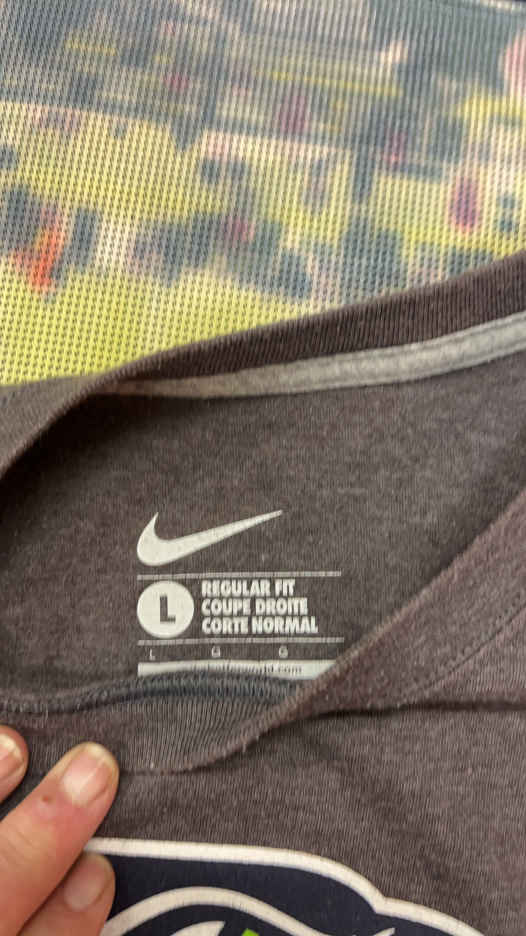 L
REGULAR FIT
COUPE DROITE
CORTE NORMAL
L G G